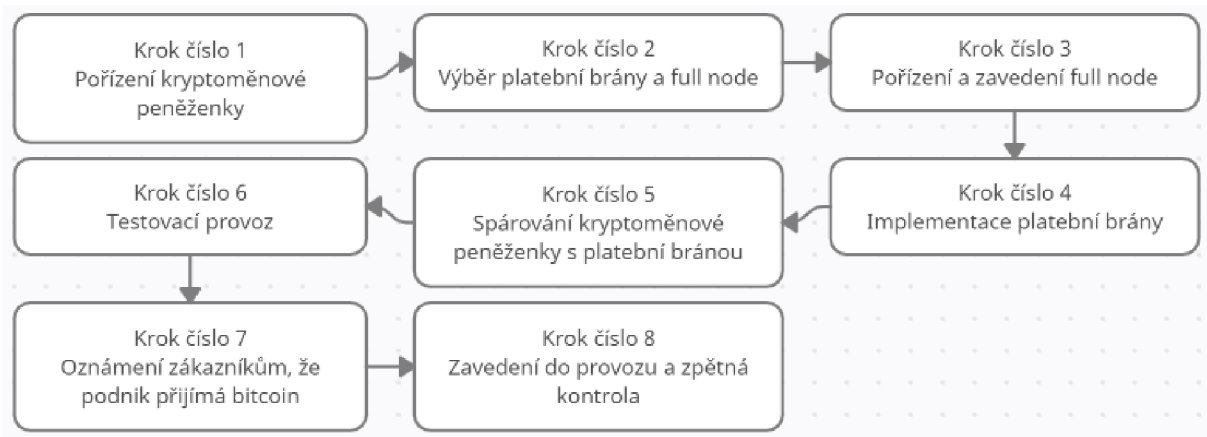 Krok číslo 1
Pořízení kryptoměnové
peněženky
Krok číslo 2
Výběr platební brány a full node
Krok číslo 3
Pořízení a zavedení full node
Krok číslo 4
Implementace platební brány
Krok číslo 5
Spárování kryptoměnové
peněženky s platební bránou
Krok číslo 6
Testovací provoz
Krok číslo 7
Oznámení zákazníkům, že
podnik přijímá bitcoin
Krok číslo 8
Zavedení do provozu a zpětná
kontrola